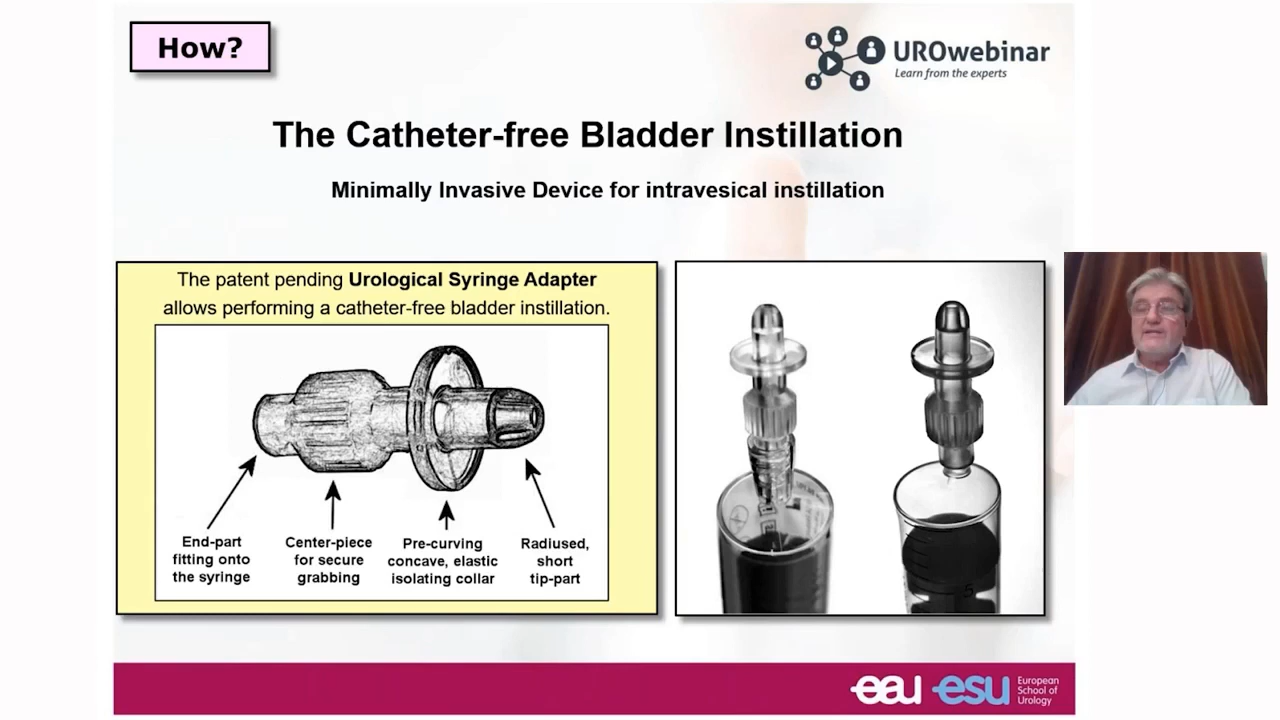 How?
UROwebinar
Learn from the experts
The Catheter-free Bladder Instillation
Minimally Invasive Device for intravesical instillation
The patent pending Urological Syringe Adapter
allows performing a catheter-free bladder instillation.
End-part
fitting onto
the syringe
Center-piece
for secure
grabbing
Pre-curving
concave, elastic
isolating collar
Radiused,
short
tip-part
5
eau
esu
European
School of
Urology